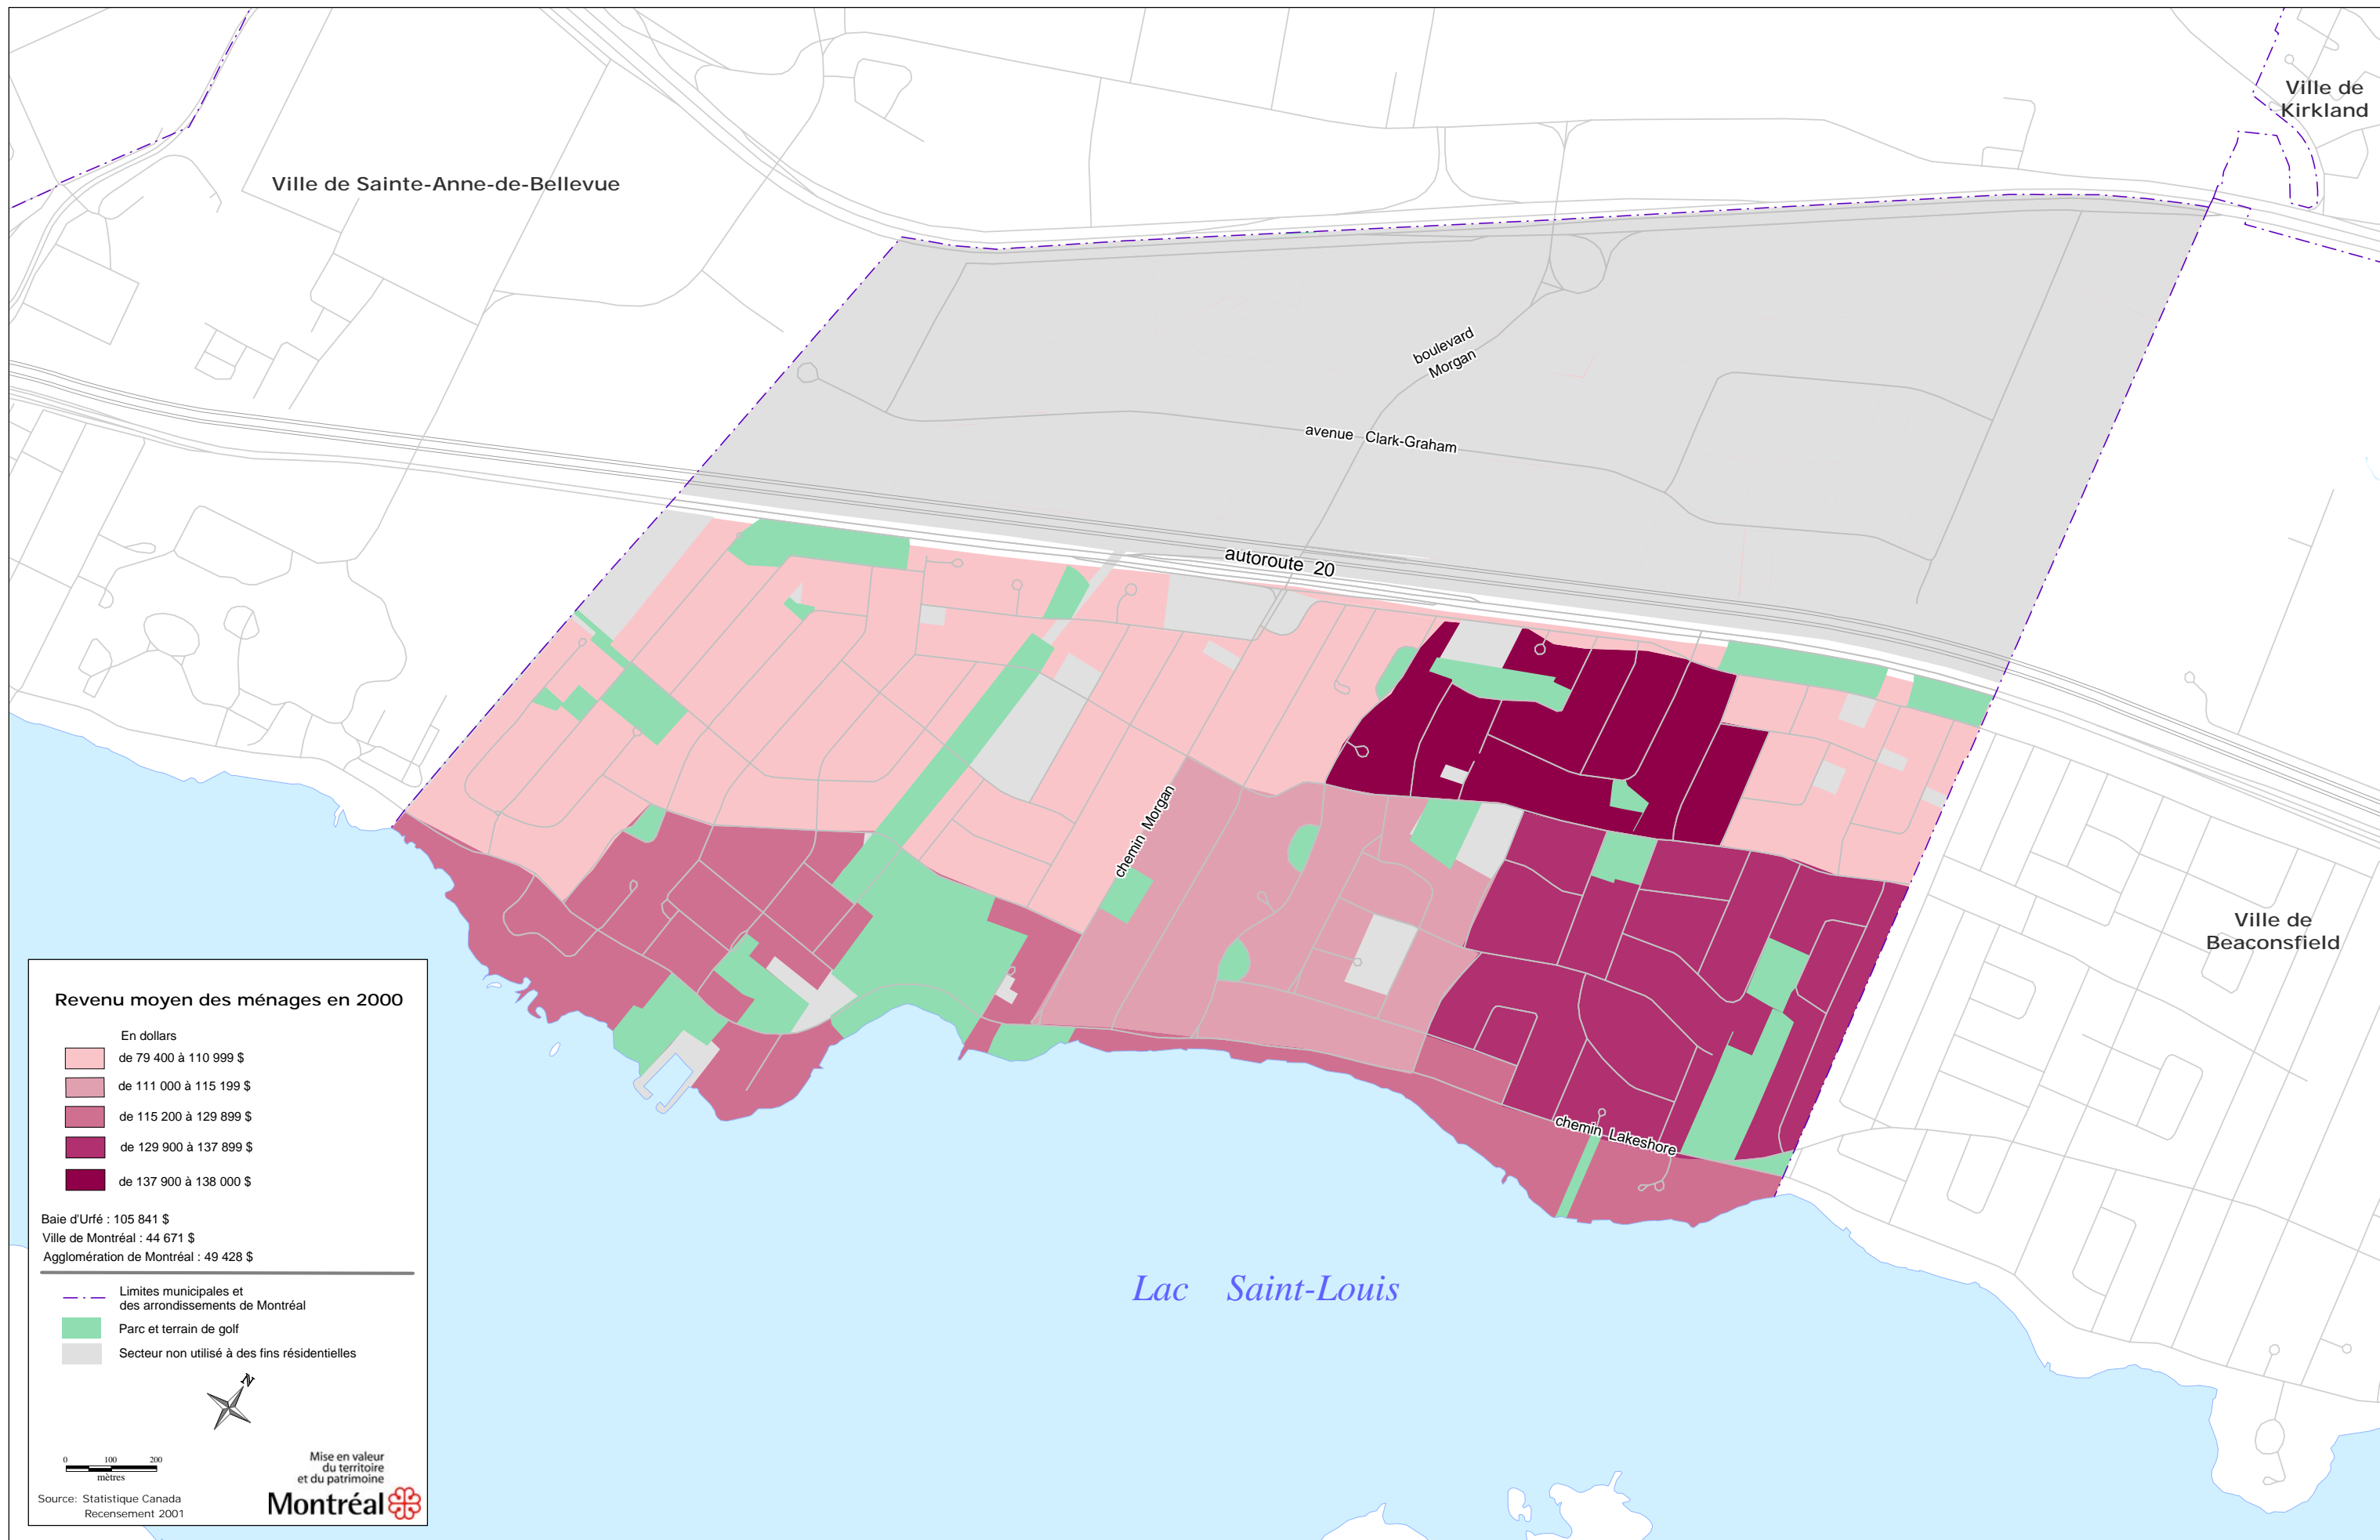 Ville de
Kirkland
Ville de Sainte-Anne-de-Bellevue
boulevard
Morgan
avenue Clark-Graham
autoroute 20
chemin Morgan
Ville de
Beaconsfield
chemin Lakeshore
Lac Saint-Louis
Revenu moyen des ménages en 2000
En dollars
de 79 400 à 110 999 $
de 111 000 à 115 199 $
de 115 200 à 129 899 $
de 129 900 à 137 899 $
de 137 900 à 138 000 $
Baie d'Urfé : 105 841 $
Ville de Montréal : 44 671 $
Agglomération de Montréal : 49 428 $
Limites municipales et
des arrondissements de Montréal
Parc et terrain de golf
Secteur non utilisé à des fins résidentielles
N
0 100 200
mètres
Mise en valeur
du territoire
et du patrimoine
Montréal
Source: Statistique Canada
Recensement 2001